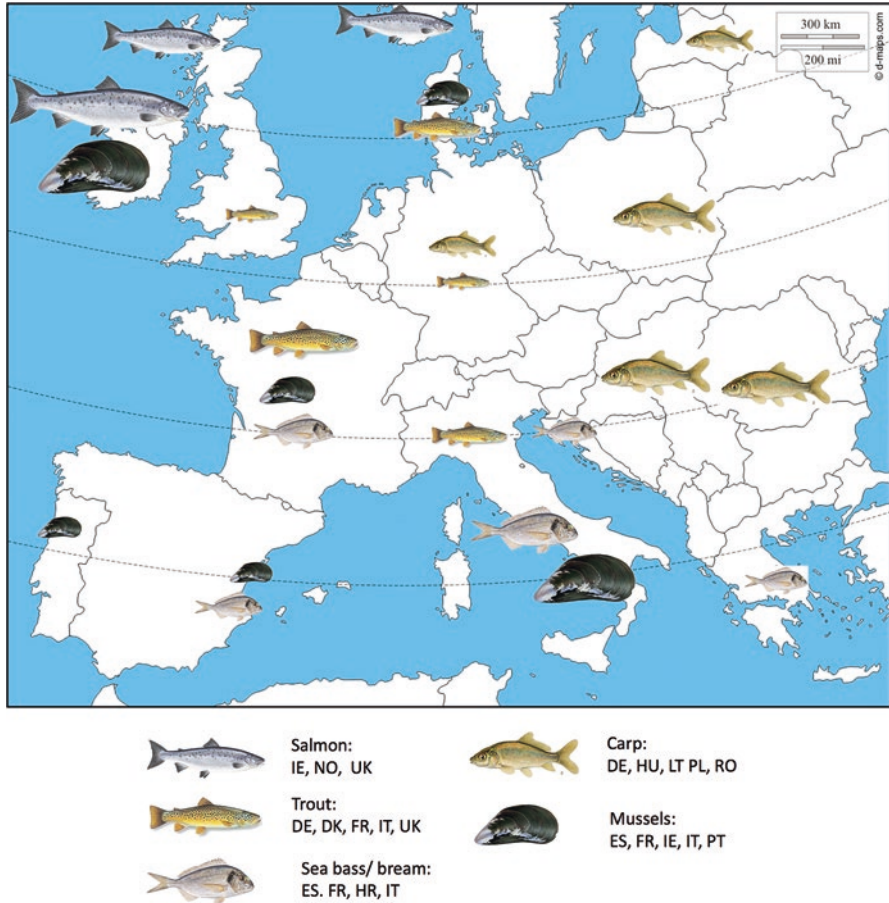 300 km
200 mi
© d-maps.com
Salmon:
IE, NO, UK
Trout:
DE, DK, FR, IT, UK
Sea bass/ bream:
ES. FR, HR, IT
Carp:
DE, HU, LT PL, RO
Mussels:
ES, FR, IE, IT, PT